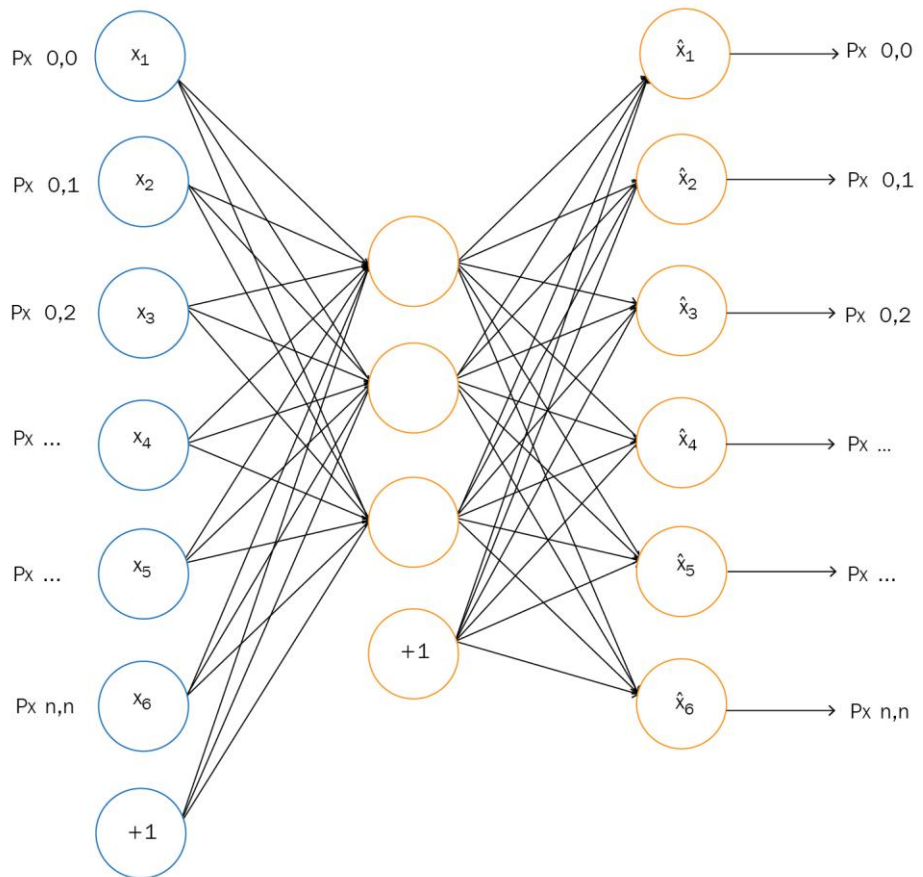 Px 0,0 x₁ x̂₁ Px 0,0
Px 0,1 x₂ x̂₂ Px 0,1
Px 0,2 x₃ x̂₃ Px 0,2
Px ... x₄ x̂₄ Px ...
Px ... x₅ x̂₅ Px ...
+1
Px n,n x₆ x̂₆ Px n,n
+1